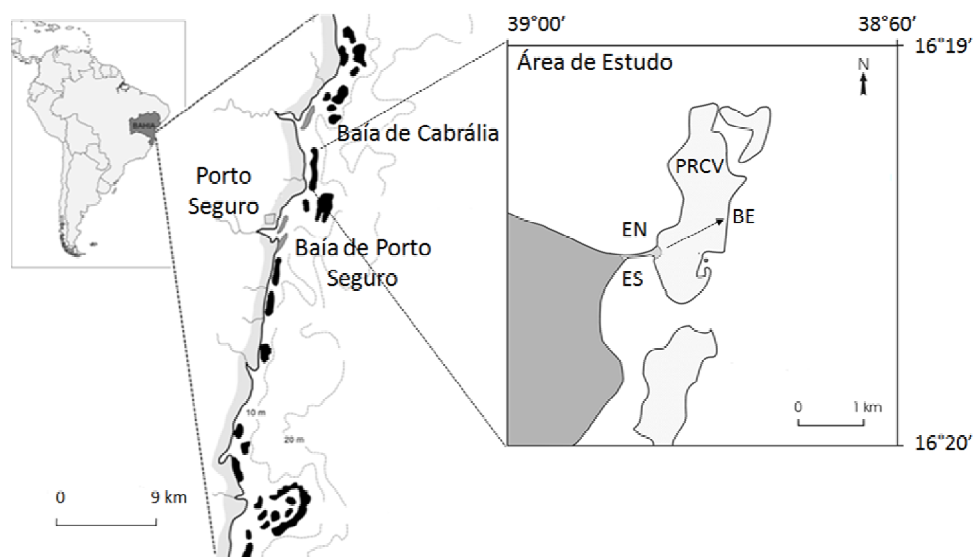 BAHIA
Porto
Seguro
Baía de Cabrália
Baía de Porto
Seguro
10 m
20 m
0 9 km
39°00’ 38°60’
16"19’
Área de Estudo
N
PRCV
EN
BE
ES
0 1 km
16"20’